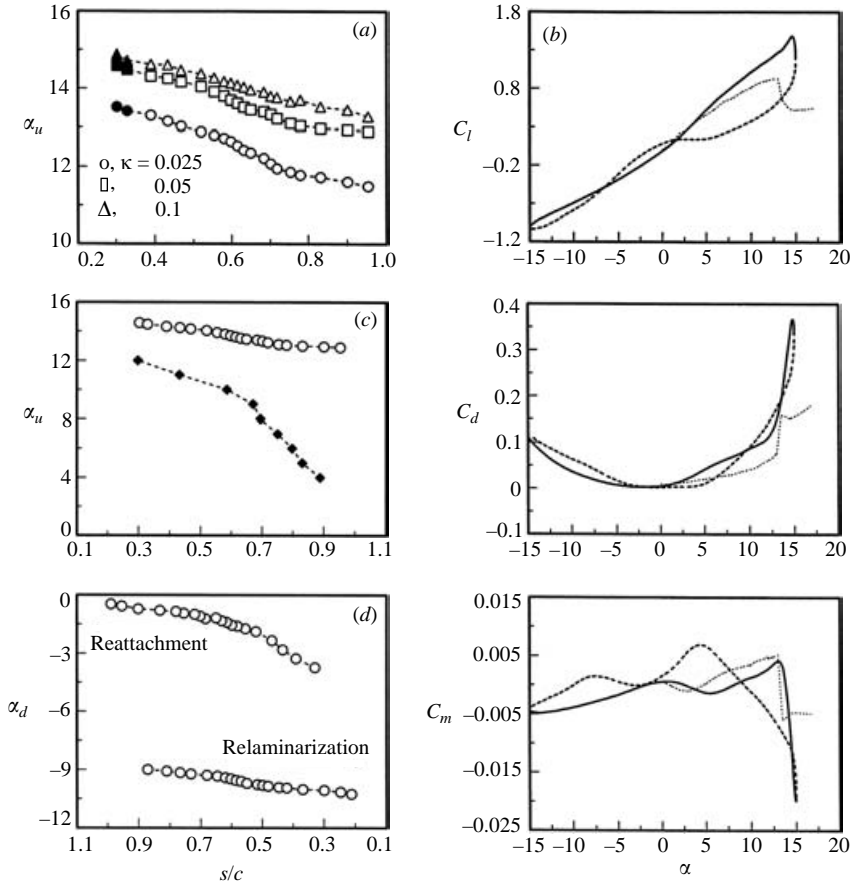 16
14
α_u
12
10
(a)
o, κ = 0.025
▯, 0.05
Δ, 0.1
0.2 0.4 0.6 0.8 1.0
1.8
(b)
0.8
C_l
−0.2
−1.2
−15 −10 −5 0 5 10 15 20
16
(c)
12
α_u
8
4
0
0.1 0.3 0.5 0.7 0.9 1.1
0.4
0.3
C_d
0.2
0.1
0
−0.1
−15 −10 −5 0 5 10 15 20
0
(d)
Reattachment
−3
α_d
−6
Relaminarization
−9
−12
1.1 0.9 0.7 0.5 0.3 0.1
s/c
0.015
0.005
C_m
−0.005
−0.015
−0.025
−15 −10 −5 0 5 10 15 20
α